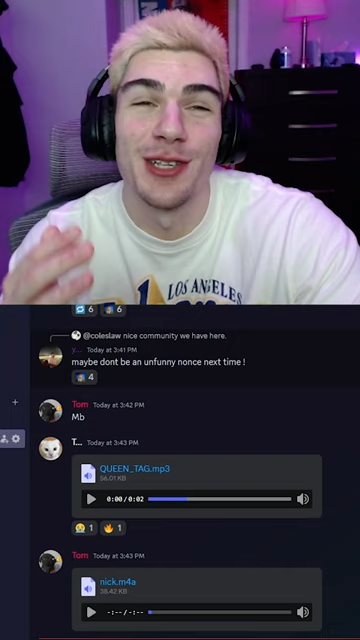 LOS ANGELES
6 6
@coleslaw nice community we have here.
y... Today at 3:41 PM
maybe dont be an unfunny nonce next time !
4
Tom Today at 3:42 PM
Mb
T... Today at 3:43 PM
QUEEN_TAG.mp3
56.01 KB
0:00/0:02
1 1
Tom Today at 3:43 PM
nick.m4a
38.42 KB
-:--/-:--